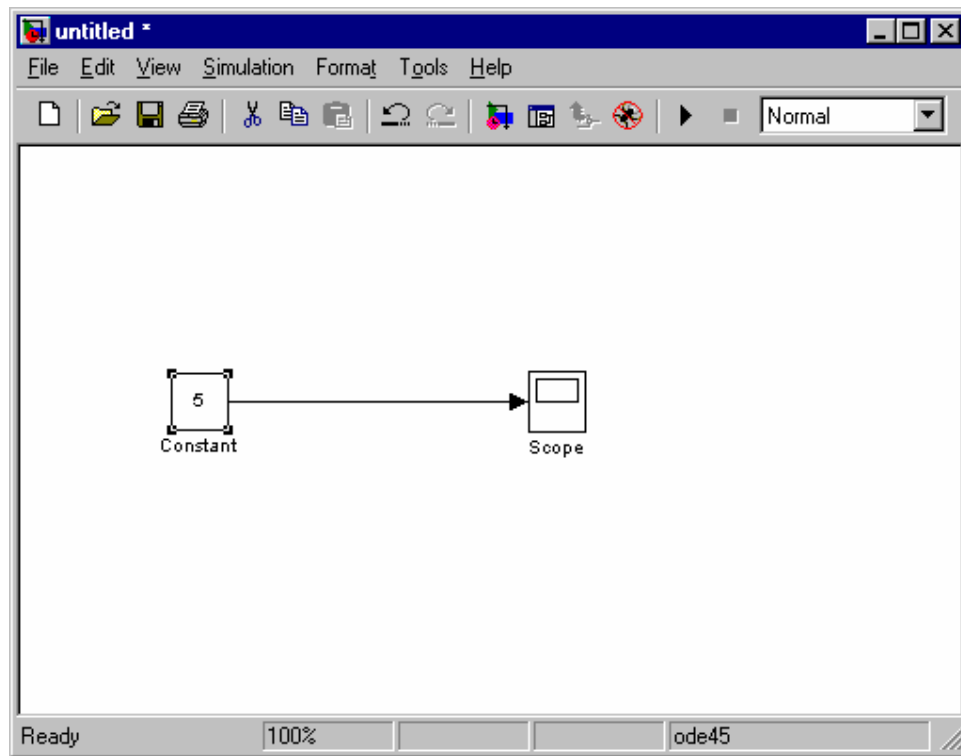 untitled *
File Edit View Simulation Format Tools Help
Normal
5
Constant
Scope
Ready 100% ode45